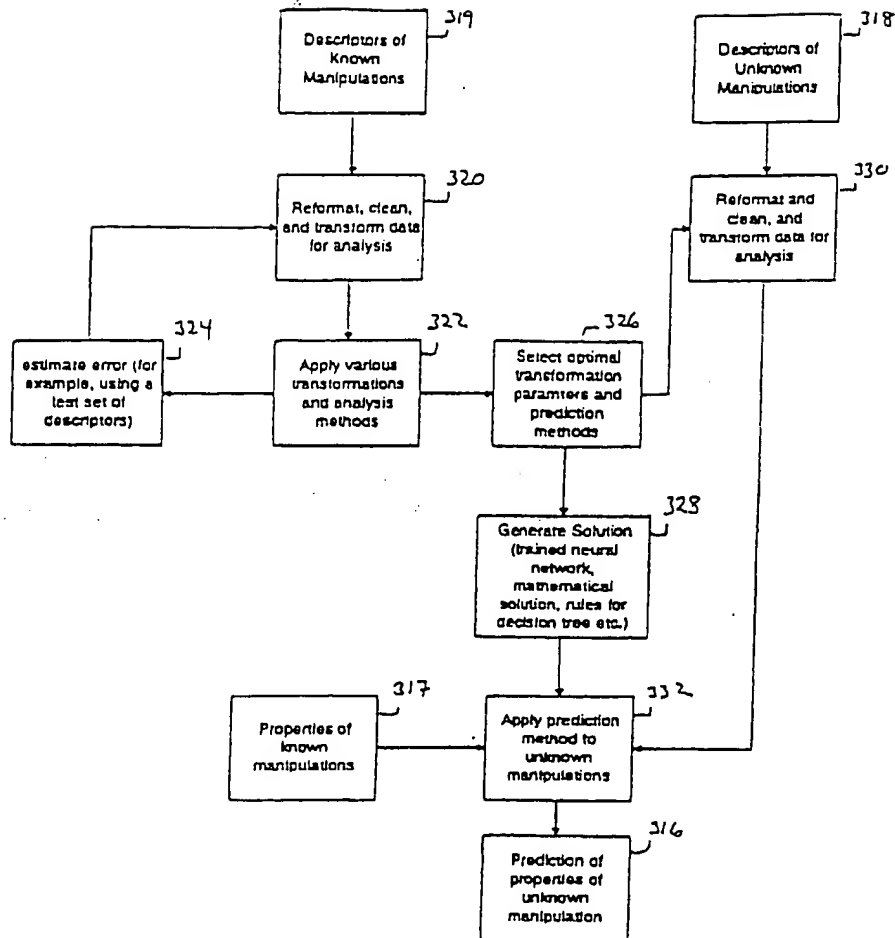 319
Descriptors of
Known
Manipulations
318
Descriptors of
Unknown
Manipulations
320
Reformat, clean,
and transform data
for analysis
330
Reformat and
clean, and
transform data for
analysis
324
estimate error (for
example, using a
test set of
descriptors)
322
Apply various
transformations
and analysis
methods
326
Select optimal
transformation
paramters and
prediction
methods
328
Generate Solution
(trained neural
network,
mathematical
solution, rules for
decision tree etc.)
317
Properties of
known
manipulations
332
Apply prediction
method to
unknown
manipulations
316
Prediction of
properties of
unknown
manipulation